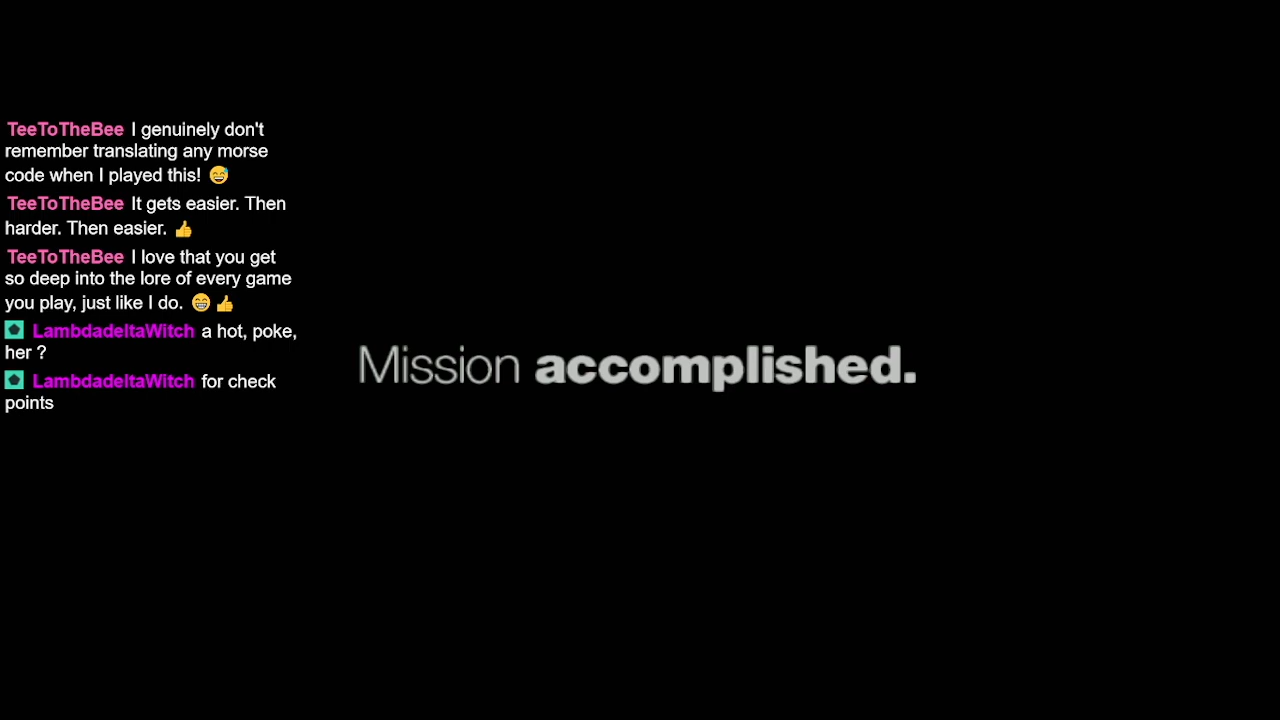 TeeToTheBee I genuinely don't
remember translating any morse
code when I played this! 😅
TeeToTheBee It gets easier. Then
harder. Then easier. 👍
TeeToTheBee I love that you get
so deep into the lore of every game
you play, just like I do. 😁👍
LambdadeltaWitch a hot, poke,
her ?
LambdadeltaWitch for check
points
Mission accomplished.